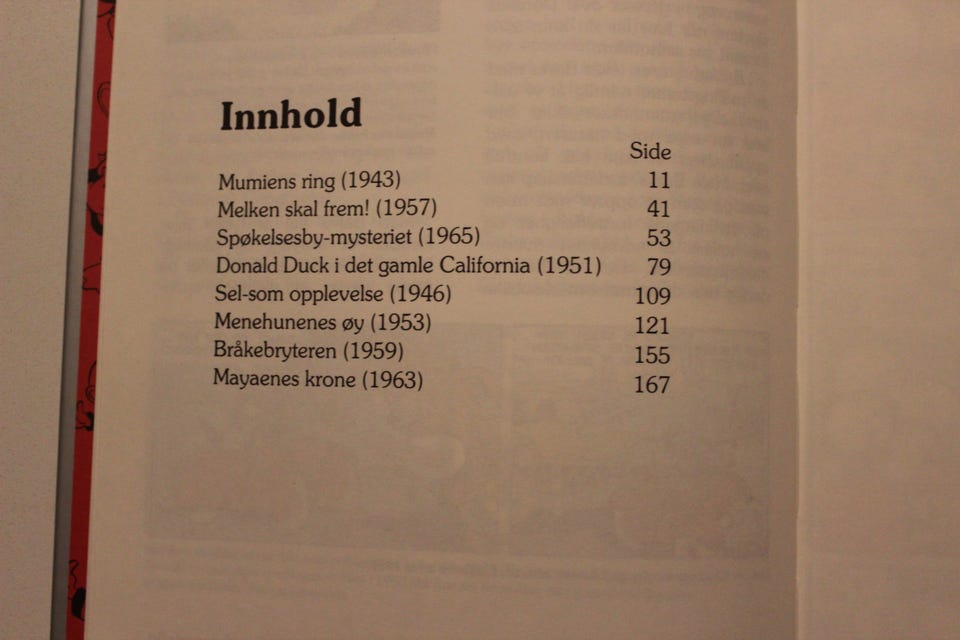 Innhold
Side
Mumiens ring (1943) 11
Melken skal frem! (1957) 41
Spøkelsesby-mysteriet (1965) 53
Donald Duck i det gamle California (1951) 79
Sel-som opplevelse (1946) 109
Menehunenes øy (1953) 121
Bråkebryteren (1959) 155
Mayaenes krone (1963) 167